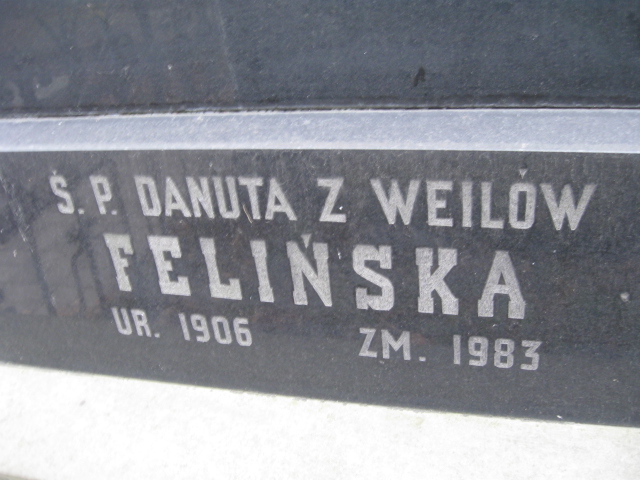 Ś. P. DANUTA Z WEILÓW
FELIŃSKA
UR. 1906 ZM. 1983